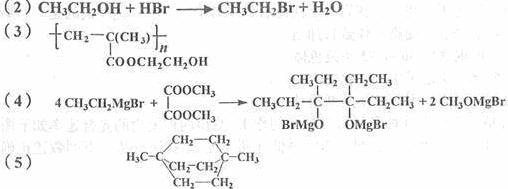 (2) CH₃CH₂OH + HBr ⟶ CH₃CH₂Br + H₂O
(3)
-[CH₂—C(CH₃)]-n
COOCH₂CH₂OH
(4) 4 CH₃CH₂MgBr + COOCH₃ COOCH₃ ⟶ CH₃CH₂—C—C—CH₂CH₃ + 2 CH₃OMgBr
CH₃CH₂ CH₂CH₃
BrMgO OMgBr
(5)
CH₂—CH₂
H₃C—C—CH₂—CH₂—C—CH₃
CH₂—CH₂